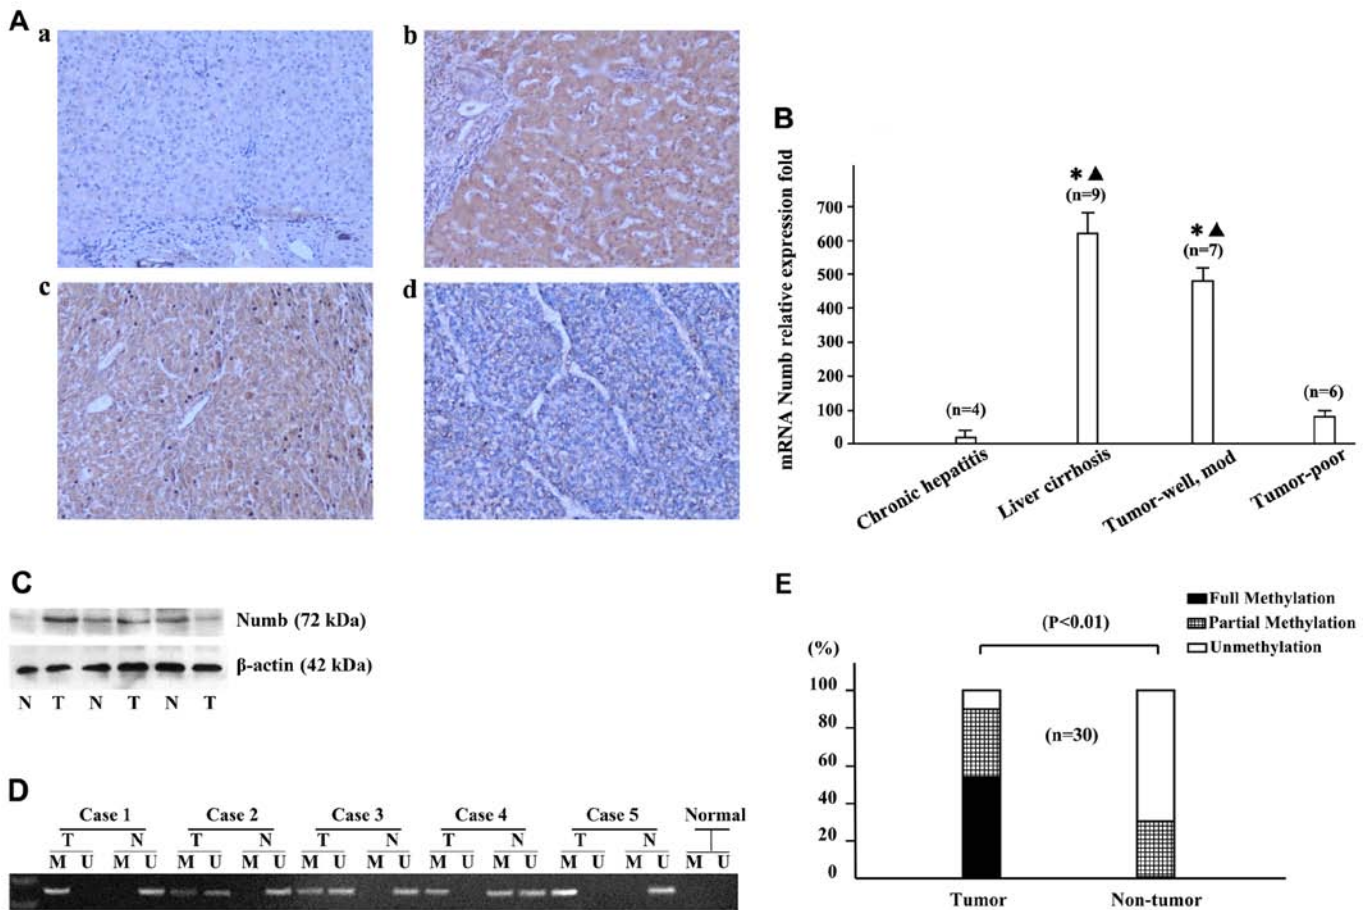 A
a
b
c
d
B
mRNA Numb relative expression fold
700
600
500
400
300
200
100
0
(n=4)
* ▲
(n=9)
* ▲
(n=7)
(n=6)
Chronic hepatitis
Liver cirrhosis
Tumor-well, mod
Tumor-poor
C
Numb (72 kDa)
β-actin (42 kDa)
N T N T N T
D
Case 1 Case 2 Case 3 Case 4 Case 5 Normal
T N T N T N T N T N
M U M U M U M U M U M U M U M U M U M U M U
E
Full Methylation
Partial Methylation
Unmethylation
(P<0.01)
(%)
100
80
60
40
20
0
(n=30)
Tumor Non-tumor